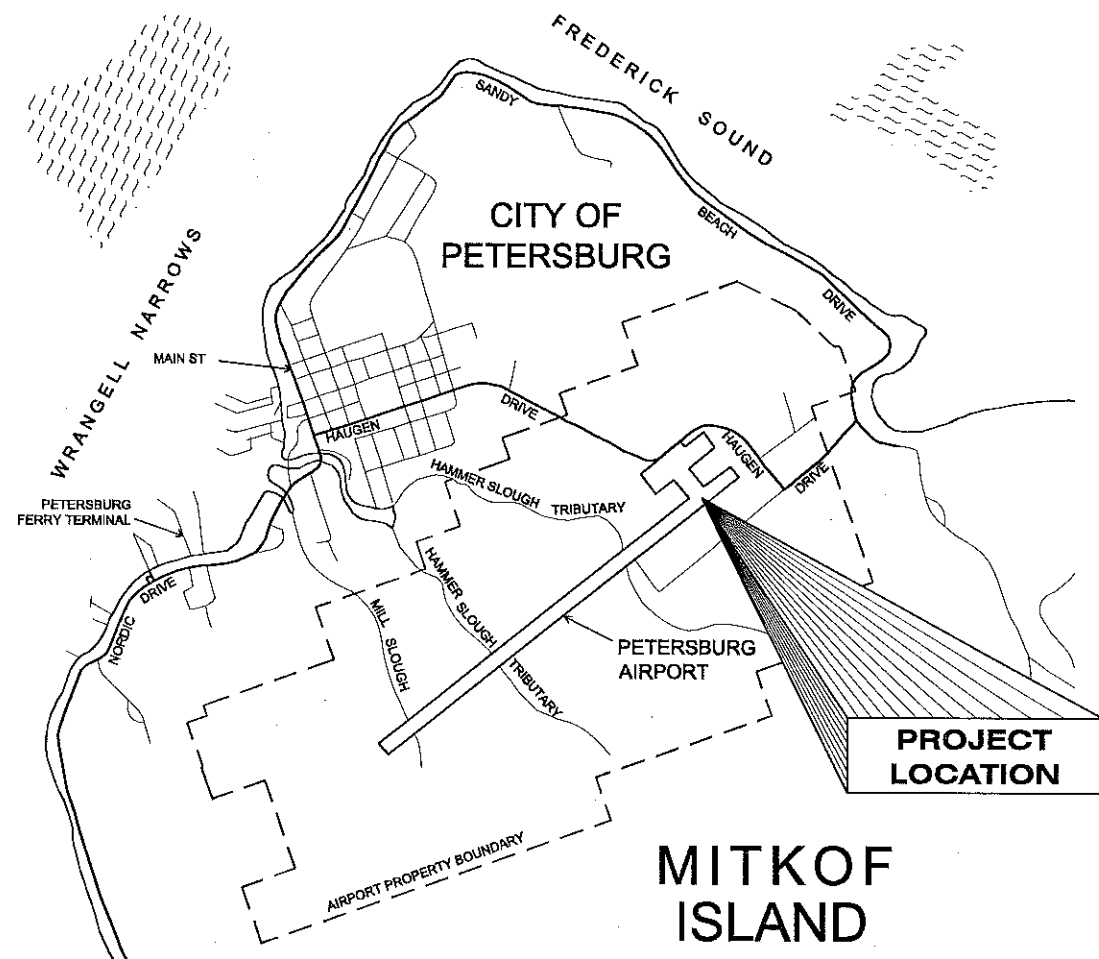 FREDERICK SOUND
SANDY
BEACH
DRIVE
CITY OF
PETERSBURG
WRANGELL NARROWS
MAIN ST
HAUGEN
DRIVE
HAUGEN
DRIVE
HAMMER SLOUGH
TRIBUTARY
PETERSBURG
FERRY TERMINAL
DRIVE
NORDIC
MILL SLOUGH
HAMMER SLOUGH
TRIBUTARY
PETERSBURG
AIRPORT
PROJECT
LOCATION
AIRPORT PROPERTY BOUNDARY
MITKOF
ISLAND